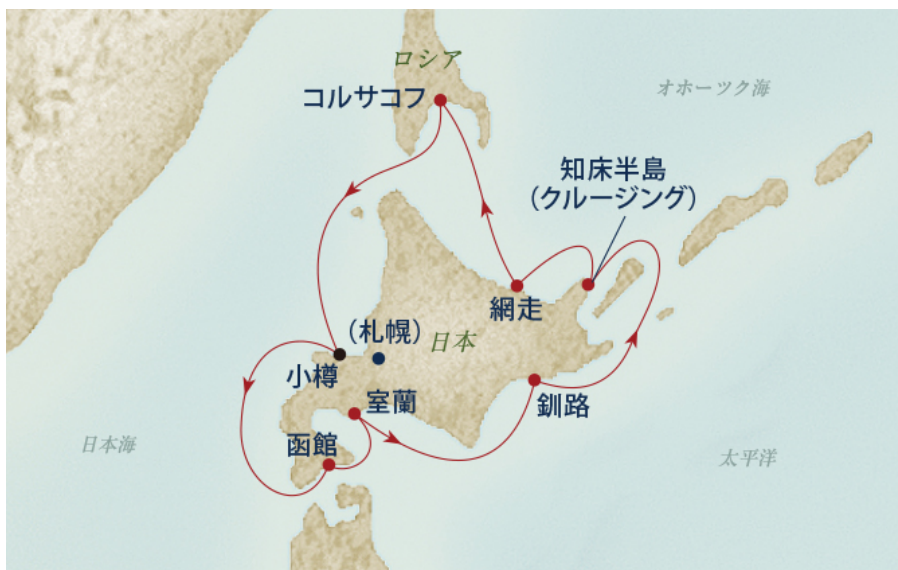 ロシア
コルサコフ
オホーツク海
知床半島
（クルージング）
網走
（札幌）
日本
小樽
室蘭
釧路
函館
日本海
太平洋